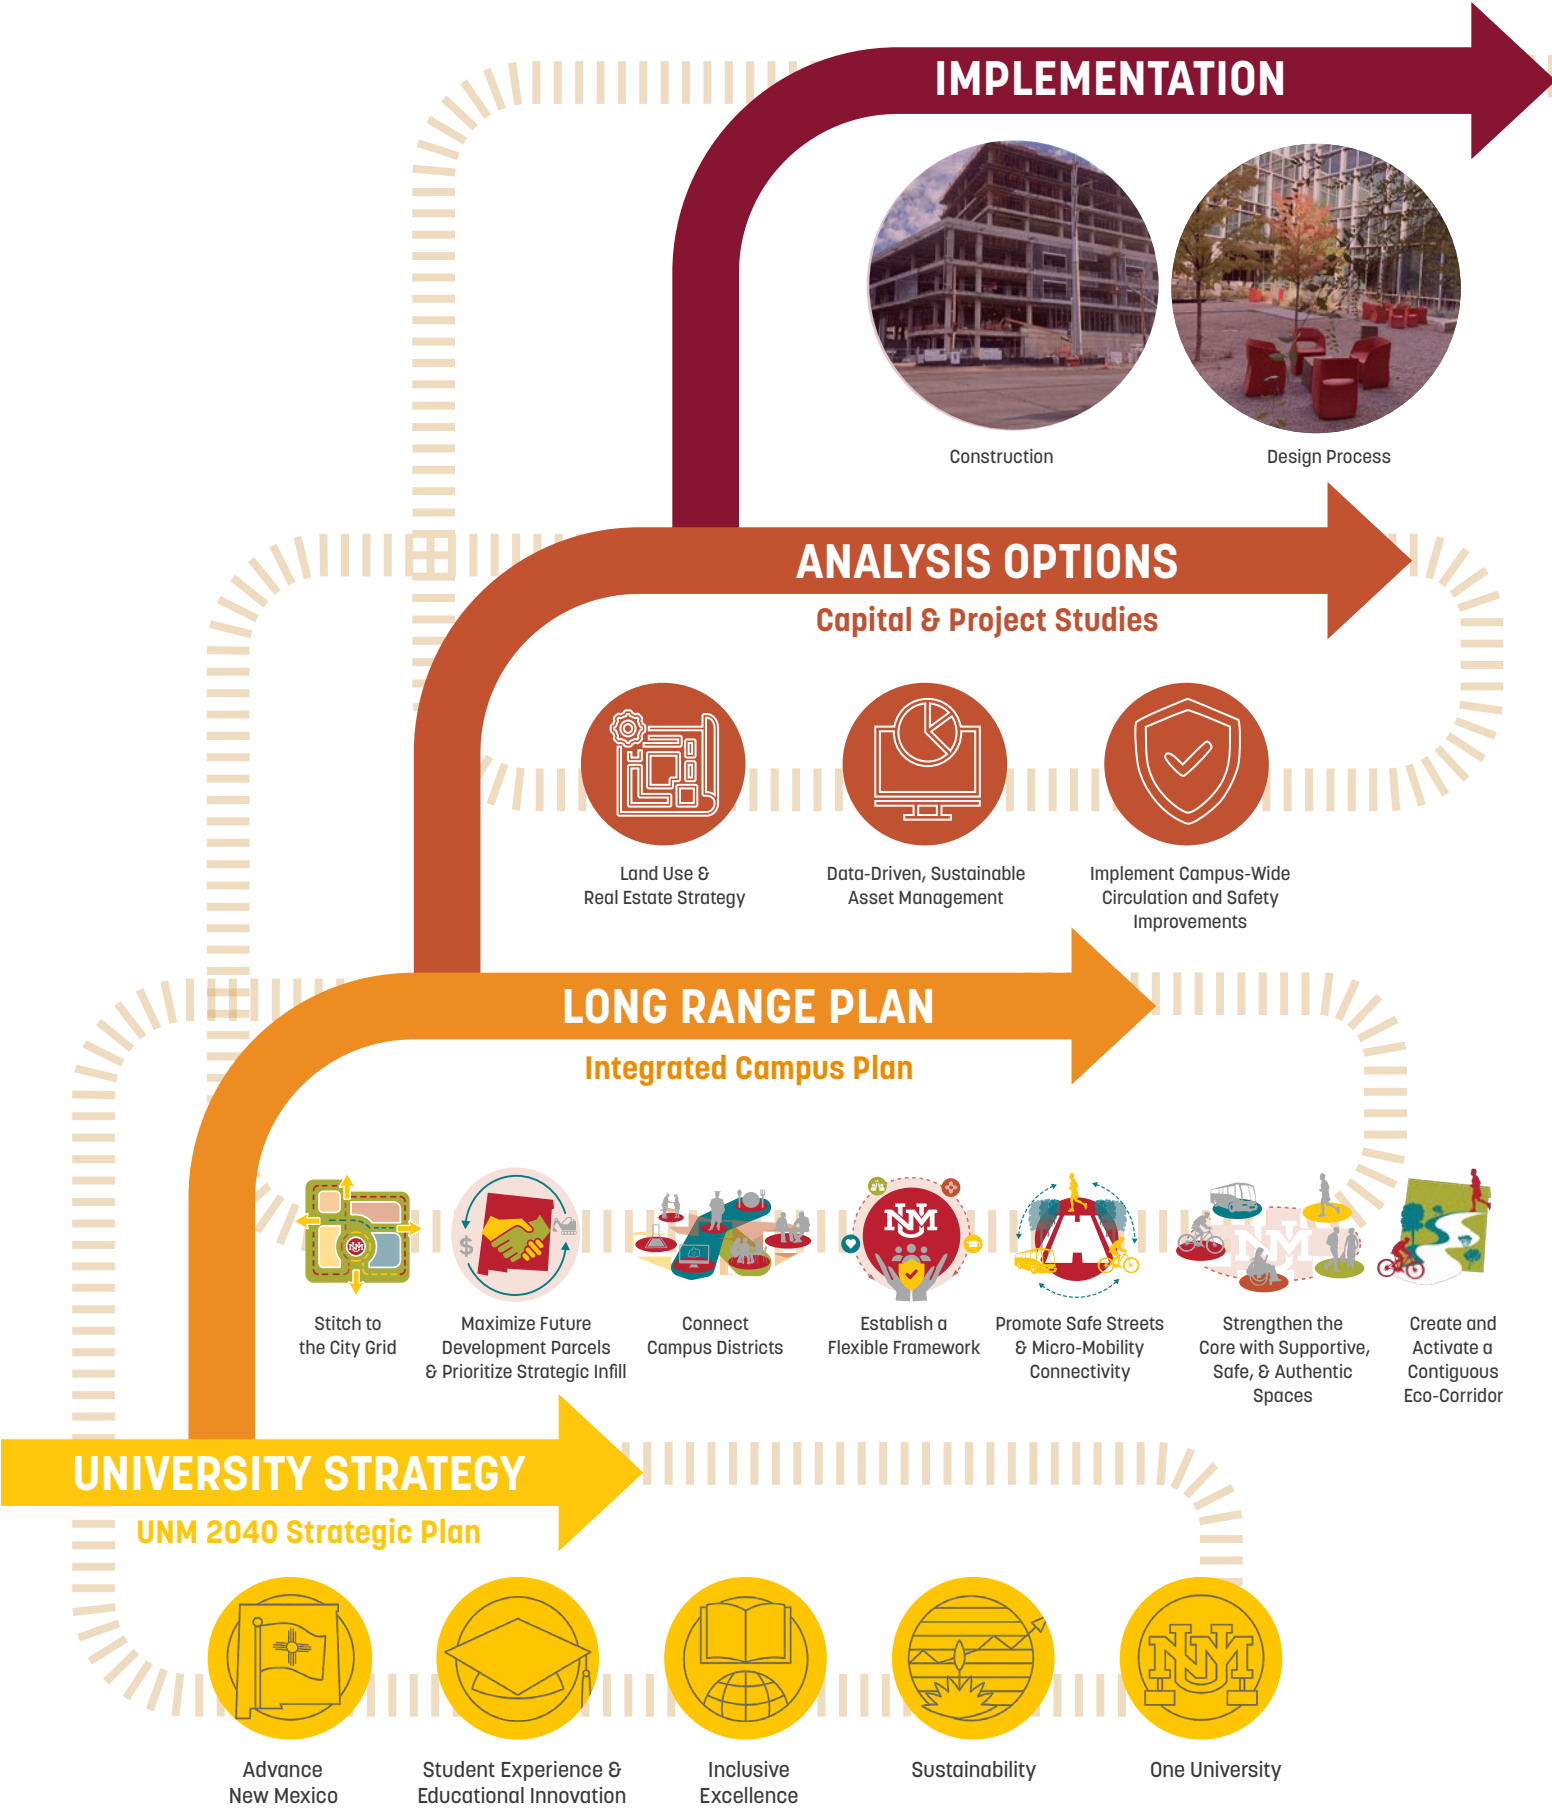 IMPLEMENTATION
Construction
Design Process
ANALYSIS OPTIONS
Capital & Project Studies
Land Use &
Real Estate Strategy
Data-Driven, Sustainable
Asset Management
Implement Campus-Wide
Circulation and Safety
Improvements
LONG RANGE PLAN
Integrated Campus Plan
NM
$
UNM
UNM
Stitch to
the City Grid
Maximize Future
Development Parcels
& Prioritize Strategic Infill
Connect
Campus Districts
Establish a
Flexible Framework
Promote Safe Streets
& Micro-Mobility
Connectivity
Strengthen the
Core with Supportive,
Safe, & Authentic
Spaces
Create and
Activate a
Contiguous
Eco-Corridor
UNIVERSITY STRATEGY
UNM 2040 Strategic Plan
UNM
Advance
New Mexico
Student Experience &
Educational Innovation
Inclusive
Excellence
Sustainability
One University